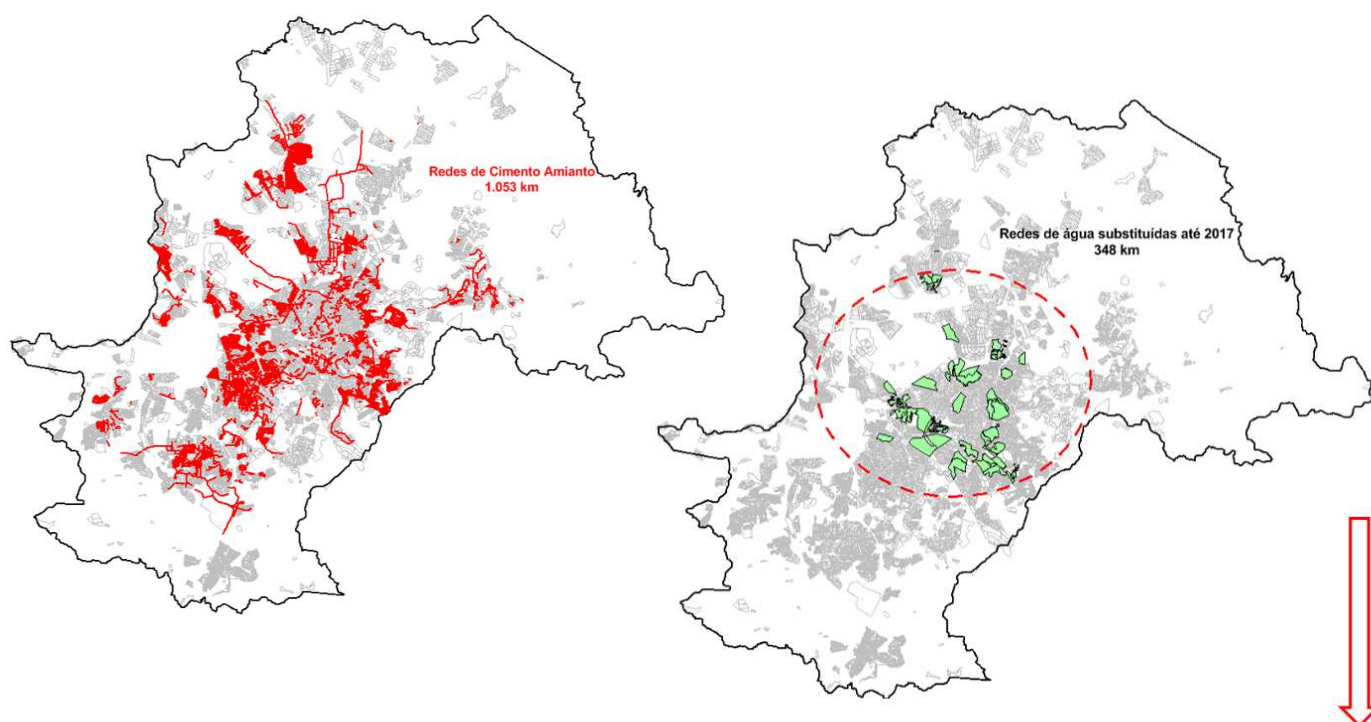 Redes de Cimento Amianto
1.053 km
Redes de água substituídas até 2017
348 km